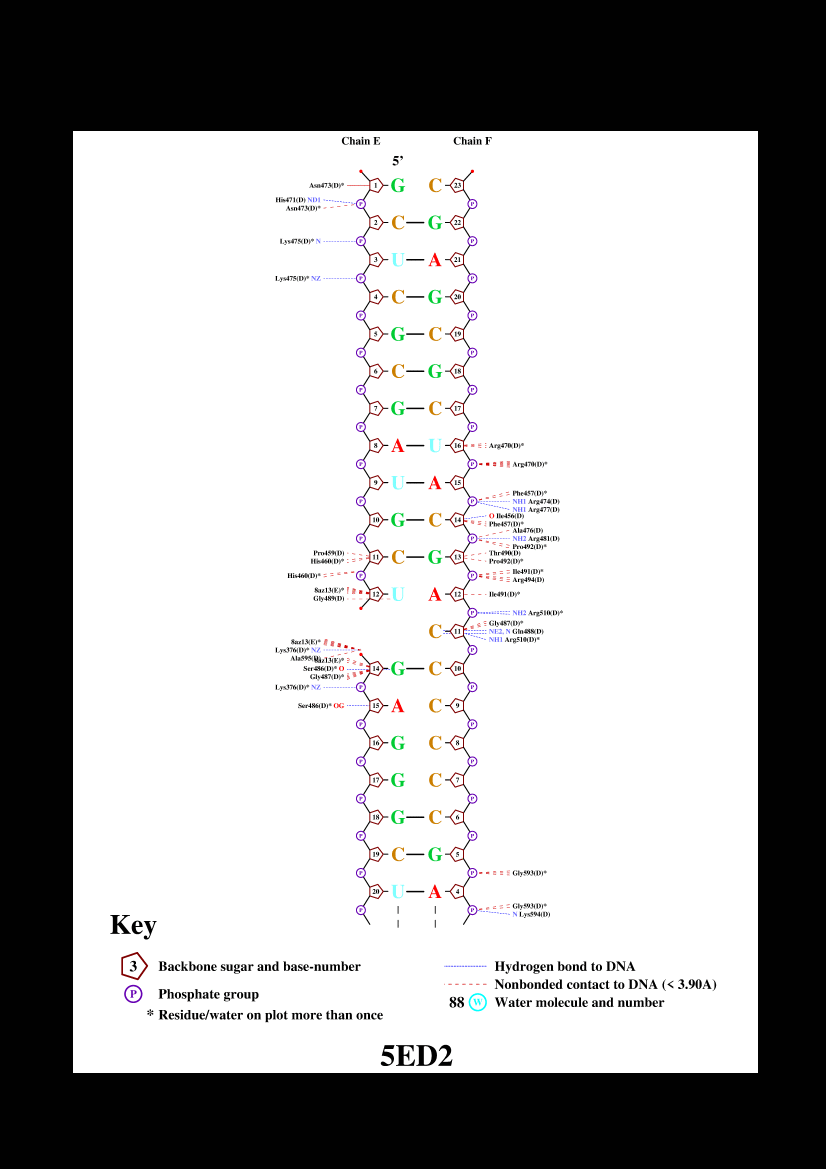 Chain E Chain F
5’
1 G C 23
Asn473(D)*
His471(D) ND1
Asn473(D)*
P P
2 C G 22
Lys475(D)* N
P P
3 U A 21
Lys475(D)* NZ
P P
4 C G 20
P P
5 G C 19
P P
6 C G 18
P P
7 G C 17
P P
8 A U 16 Arg470(D)*
P P Arg470(D)*
9 U A 15
Phe457(D)*
P P NH1 Arg474(D)
NH1 Arg477(D)
O Ile456(D)
10 G C 14
Phe457(D)*
Ala476(D)
P P NH2 Arg481(D)
Pro492(D)*
Pro459(D) Thr490(D)
11 C G 13
His460(D)* Pro492(D)*
Ile491(D)*
His460(D)* P P
Arg494(D)
8az13(E)*
12 U A 12 Ile491(D)*
Gly489(D)
P NH2 Arg510(D)*
Gly487(D)*
C 11 NE2, N Gln488(D)
NH1 Arg510(D)*
8az13(E)*
Lys376(D)* NZ P
Ala595(D)
8az13(E)*
Ser486(D)* O 14 G C 10
Gly487(D)*
Lys376(D)* NZ P P
Ser486(D)* OG 15 A C 9
P P
16 G C 8
P P
17 G C 7
P P
18 G C 6
P P
19 C G 5
P P Gly593(D)*
20 U A 4
Gly593(D)*
P P N Lys594(D)
Key
3 Backbone sugar and base-number
P Phosphate group
* Residue/water on plot more than once
Hydrogen bond to DNA
Nonbonded contact to DNA (< 3.90A)
88 W Water molecule and number
5ED2